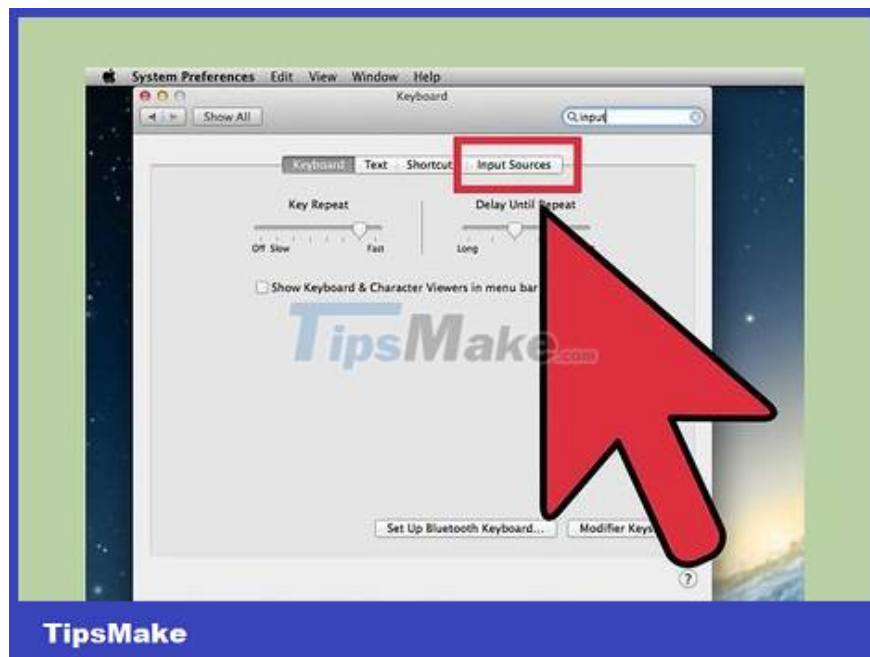 System Preferences Edit View Window Help
Keyboard
Show All
input
Keyboard Text Shortcut Input Sources
Key Repeat
Delay Until Repeat
Off Slow Fast
Long
Show Keyboard & Character Viewers in menu bar
TipsMake.com
Set Up Bluetooth Keyboard...
Modifier Keys
?
TipsMake